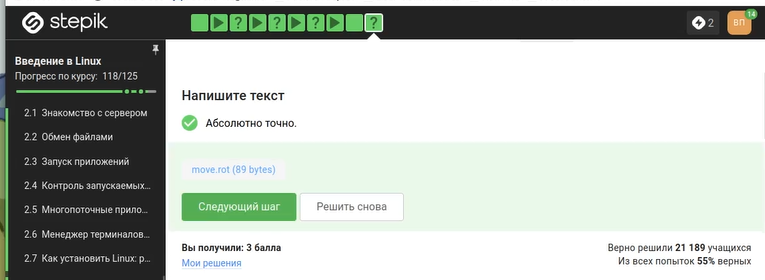 stepik
?
?
?
?
2
ВП
14
Введение в Linux
Прогресс по курсу: 118/125
2.1 Знакомство с сервером
2.2 Обмен файлами
2.3 Запуск приложений
2.4 Контроль запускаемых...
2.5 Многопоточные прило...
2.6 Менеджер терминалов...
2.7 Как установить Linux: р...
Напишите текст
Абсолютно точно.
move.rot (89 bytes)
Следующий шаг
Решить снова
Вы получили: 3 балла
Мои решения
Верно решили 21 189 учащихся
Из всех попыток 55% верных